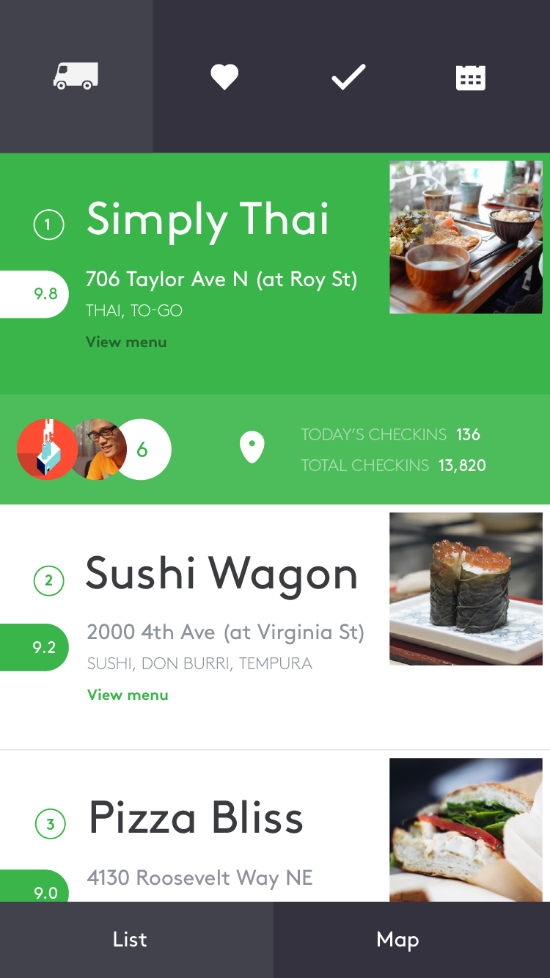 1 Simply Thai
9.8 706 Taylor Ave N (at Roy St)
THAI, TO-GO
View menu
6
TODAY'S CHECKINS 136
TOTAL CHECKINS 13,820
2 Sushi Wagon
2000 4th Ave (at Virginia St)
9.2
SUSHI, DON BURRI, TEMPURA
View menu
3 Pizza Bliss
4130 Roosevelt Way NE
9.0
List Map